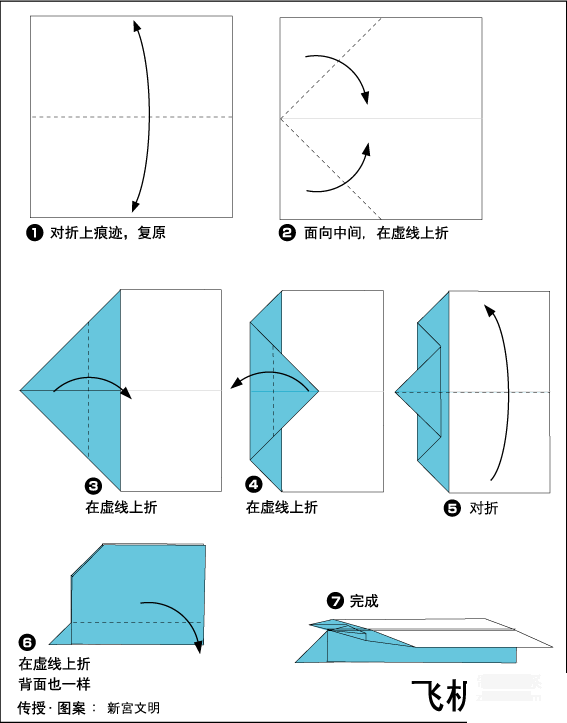 1 对折上痕迹，复原
2 面向中间，在虚线上折
3
在虚线上折
4
在虚线上折
5 对折
6
在虚线上折
背面也一样
7 完成
飞
传授·图案： 新宮文明